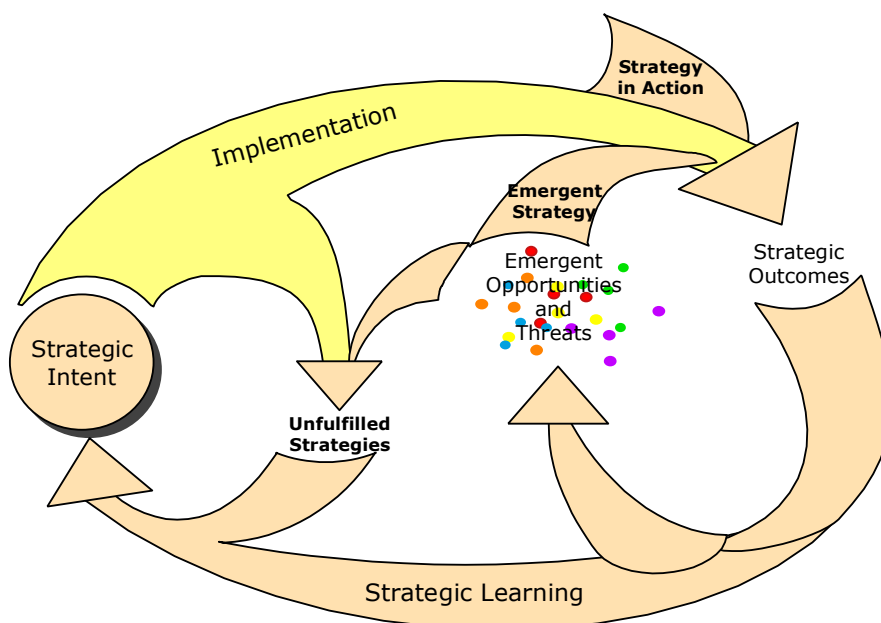 Strategy
in Action
Implementation
Emergent
Strategy
Strategic
Outcomes
Emergent
Opportunities
and
Threats
Strategic
Intent
Unfulfilled
Strategies
Strategic Learning